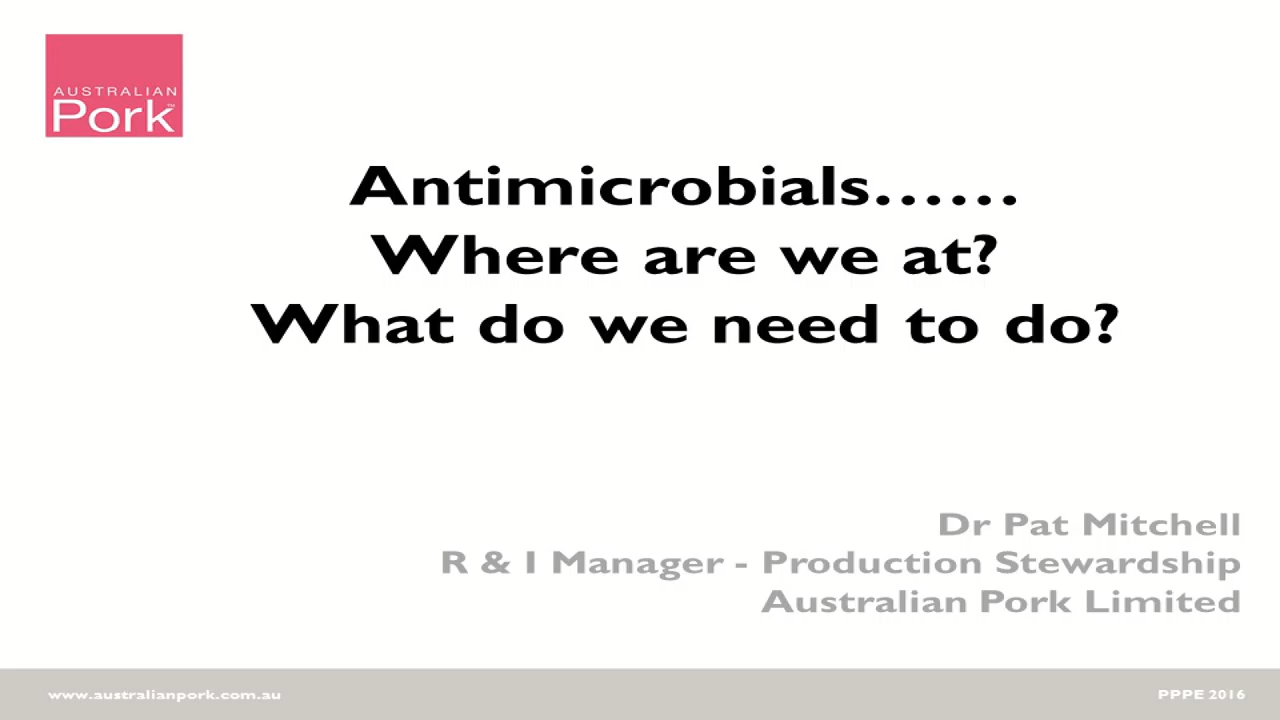 AUSTRALIAN
Pork™
Antimicrobials......
Where are we at?
What do we need to do?
Dr Pat Mitchell
R & I Manager - Production Stewardship
Australian Pork Limited
www.australianpork.com.au
PPPE 2016